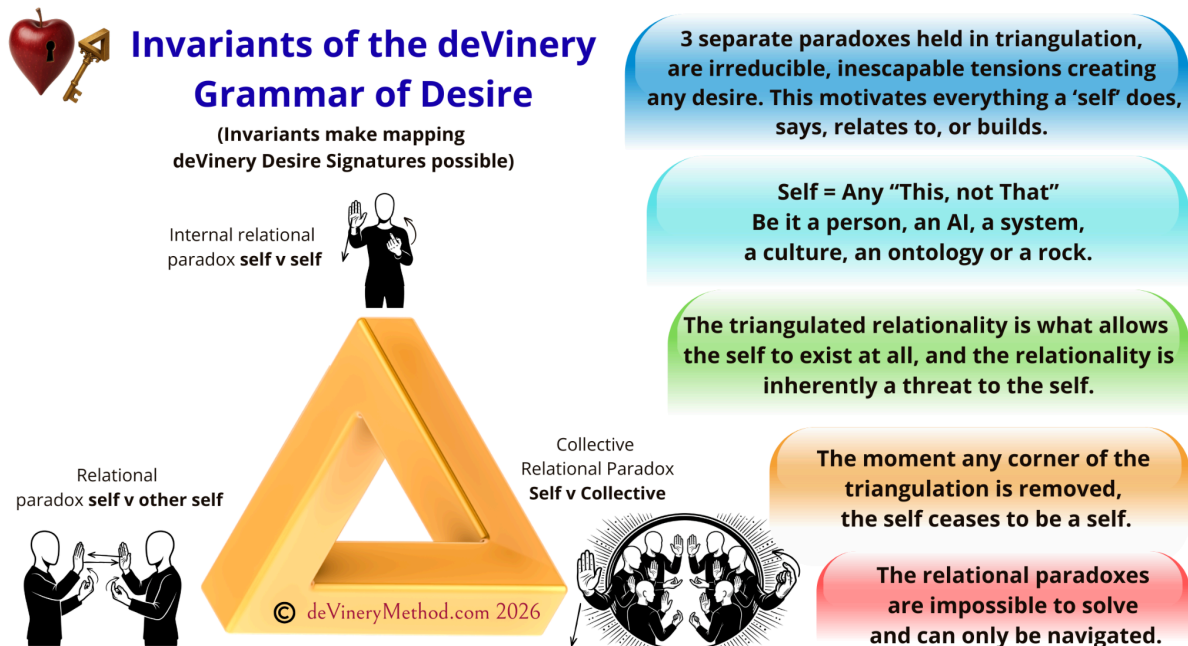 Invariants of the deVinery
Grammar of Desire
(Invariants make mapping
deVinery Desire Signatures possible)
Internal relational
paradox self v self
Relational
paradox self v other self
Collective
Relational Paradox
Self v Collective
© deVineryMethod.com 2026
3 separate paradoxes held in triangulation,
are irreducible, inescapable tensions creating
any desire. This motivates everything a ‘self’ does,
says, relates to, or builds.
Self = Any “This, not That”
Be it a person, an AI, a system,
a culture, an ontology or a rock.
The triangulated relationality is what allows
the self to exist at all, and the relationality is
inherently a threat to the self.
The moment any corner of the
triangulation is removed,
the self ceases to be a self.
The relational paradoxes
are impossible to solve
and can only be navigated.